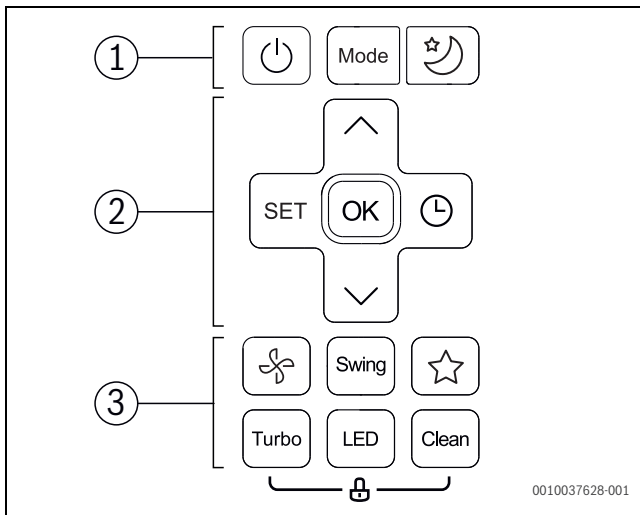 1
Mode
2
SET OK
3
Swing
Turbo LED Clean
0010037628-001